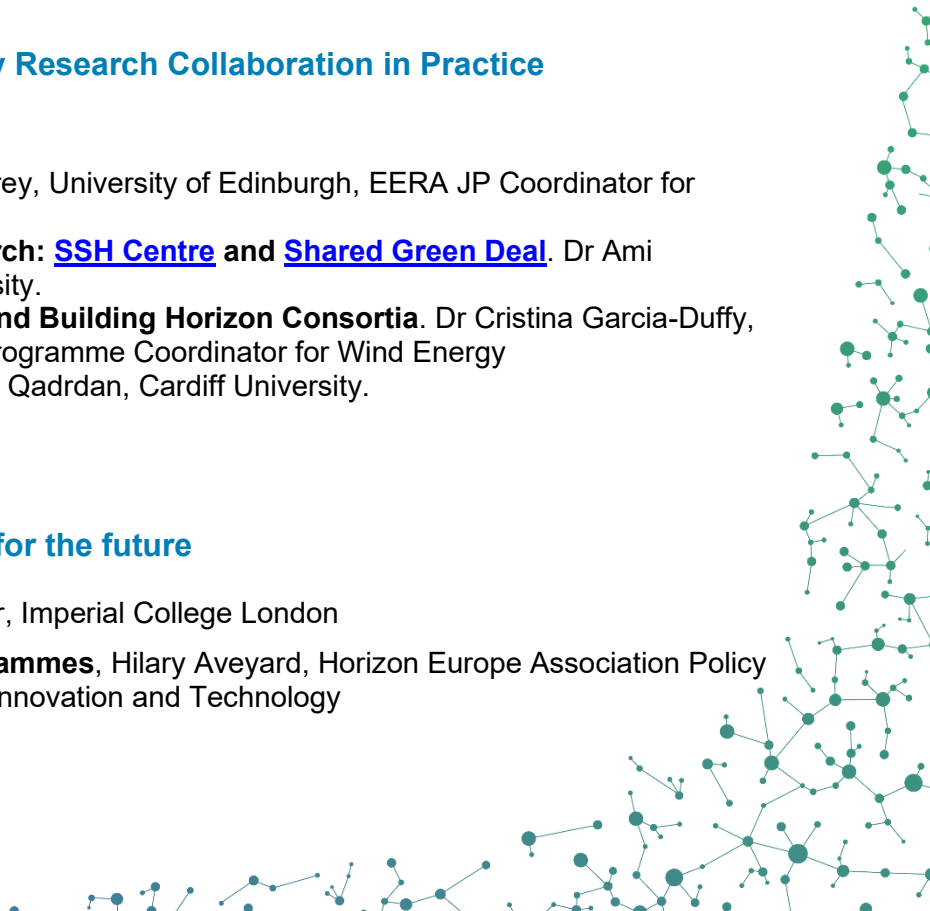 y Research Collaboration in Practice
rey, University of Edinburgh, EERA JP Coordinator for
rch: SSH Centre and Shared Green Deal. Dr Ami
sity.
nd Building Horizon Consortia. Dr Cristina Garcia-Duffy,
rogramme Coordinator for Wind Energy
Qadrdan, Cardiff University.
for the future
r, Imperial College London
ammes, Hilary Aveyard, Horizon Europe Association Policy
nnovation and Technology